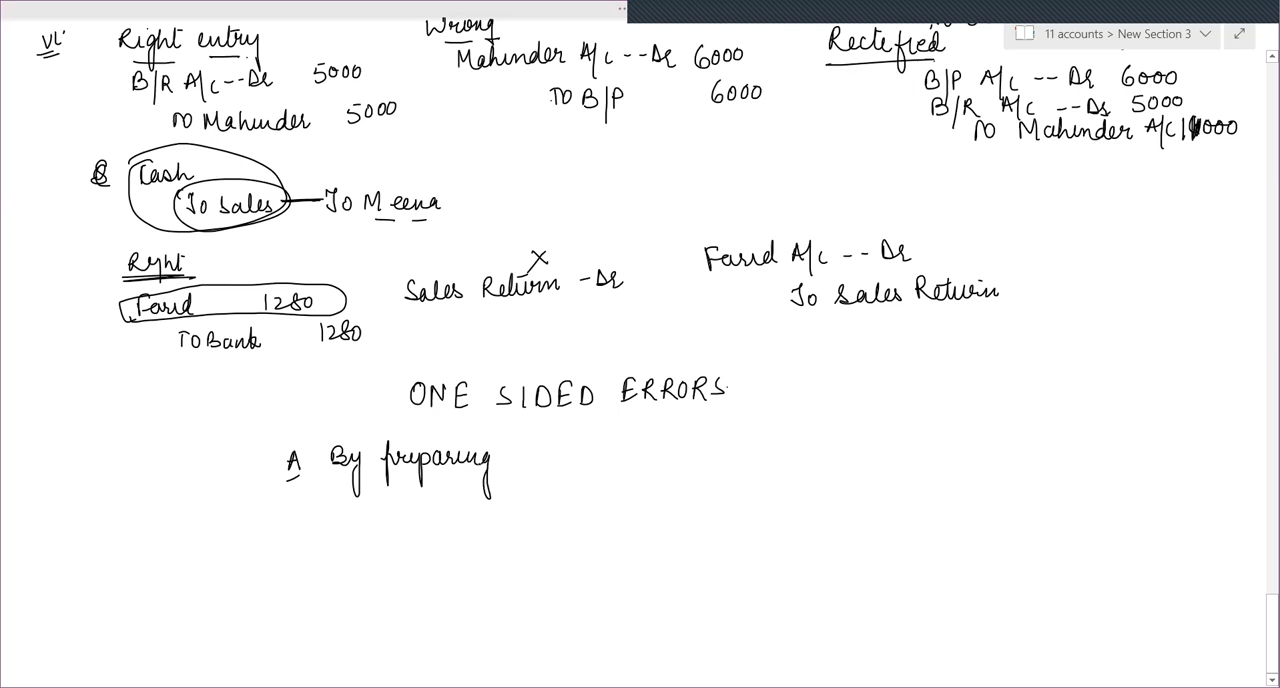 11 accounts > New Section 3
VI. Right entry
B/R A/c --Dr 5000
To Mahinder 5000
Wrong
Mahinder A/c --Dr 6000
To B/P 6000
Rectefied
B/P A/c -- Dr 6000
B/R A/c --Dr 5000
To Mahinder A/c 11000
Cash
To Sales — To Meena
Right
Farid 1280
To Bank 1280
X
Sales Return -Dr
Farid A/c -- Dr
To Sales Return
ONE SIDED ERRORS
A By preparing